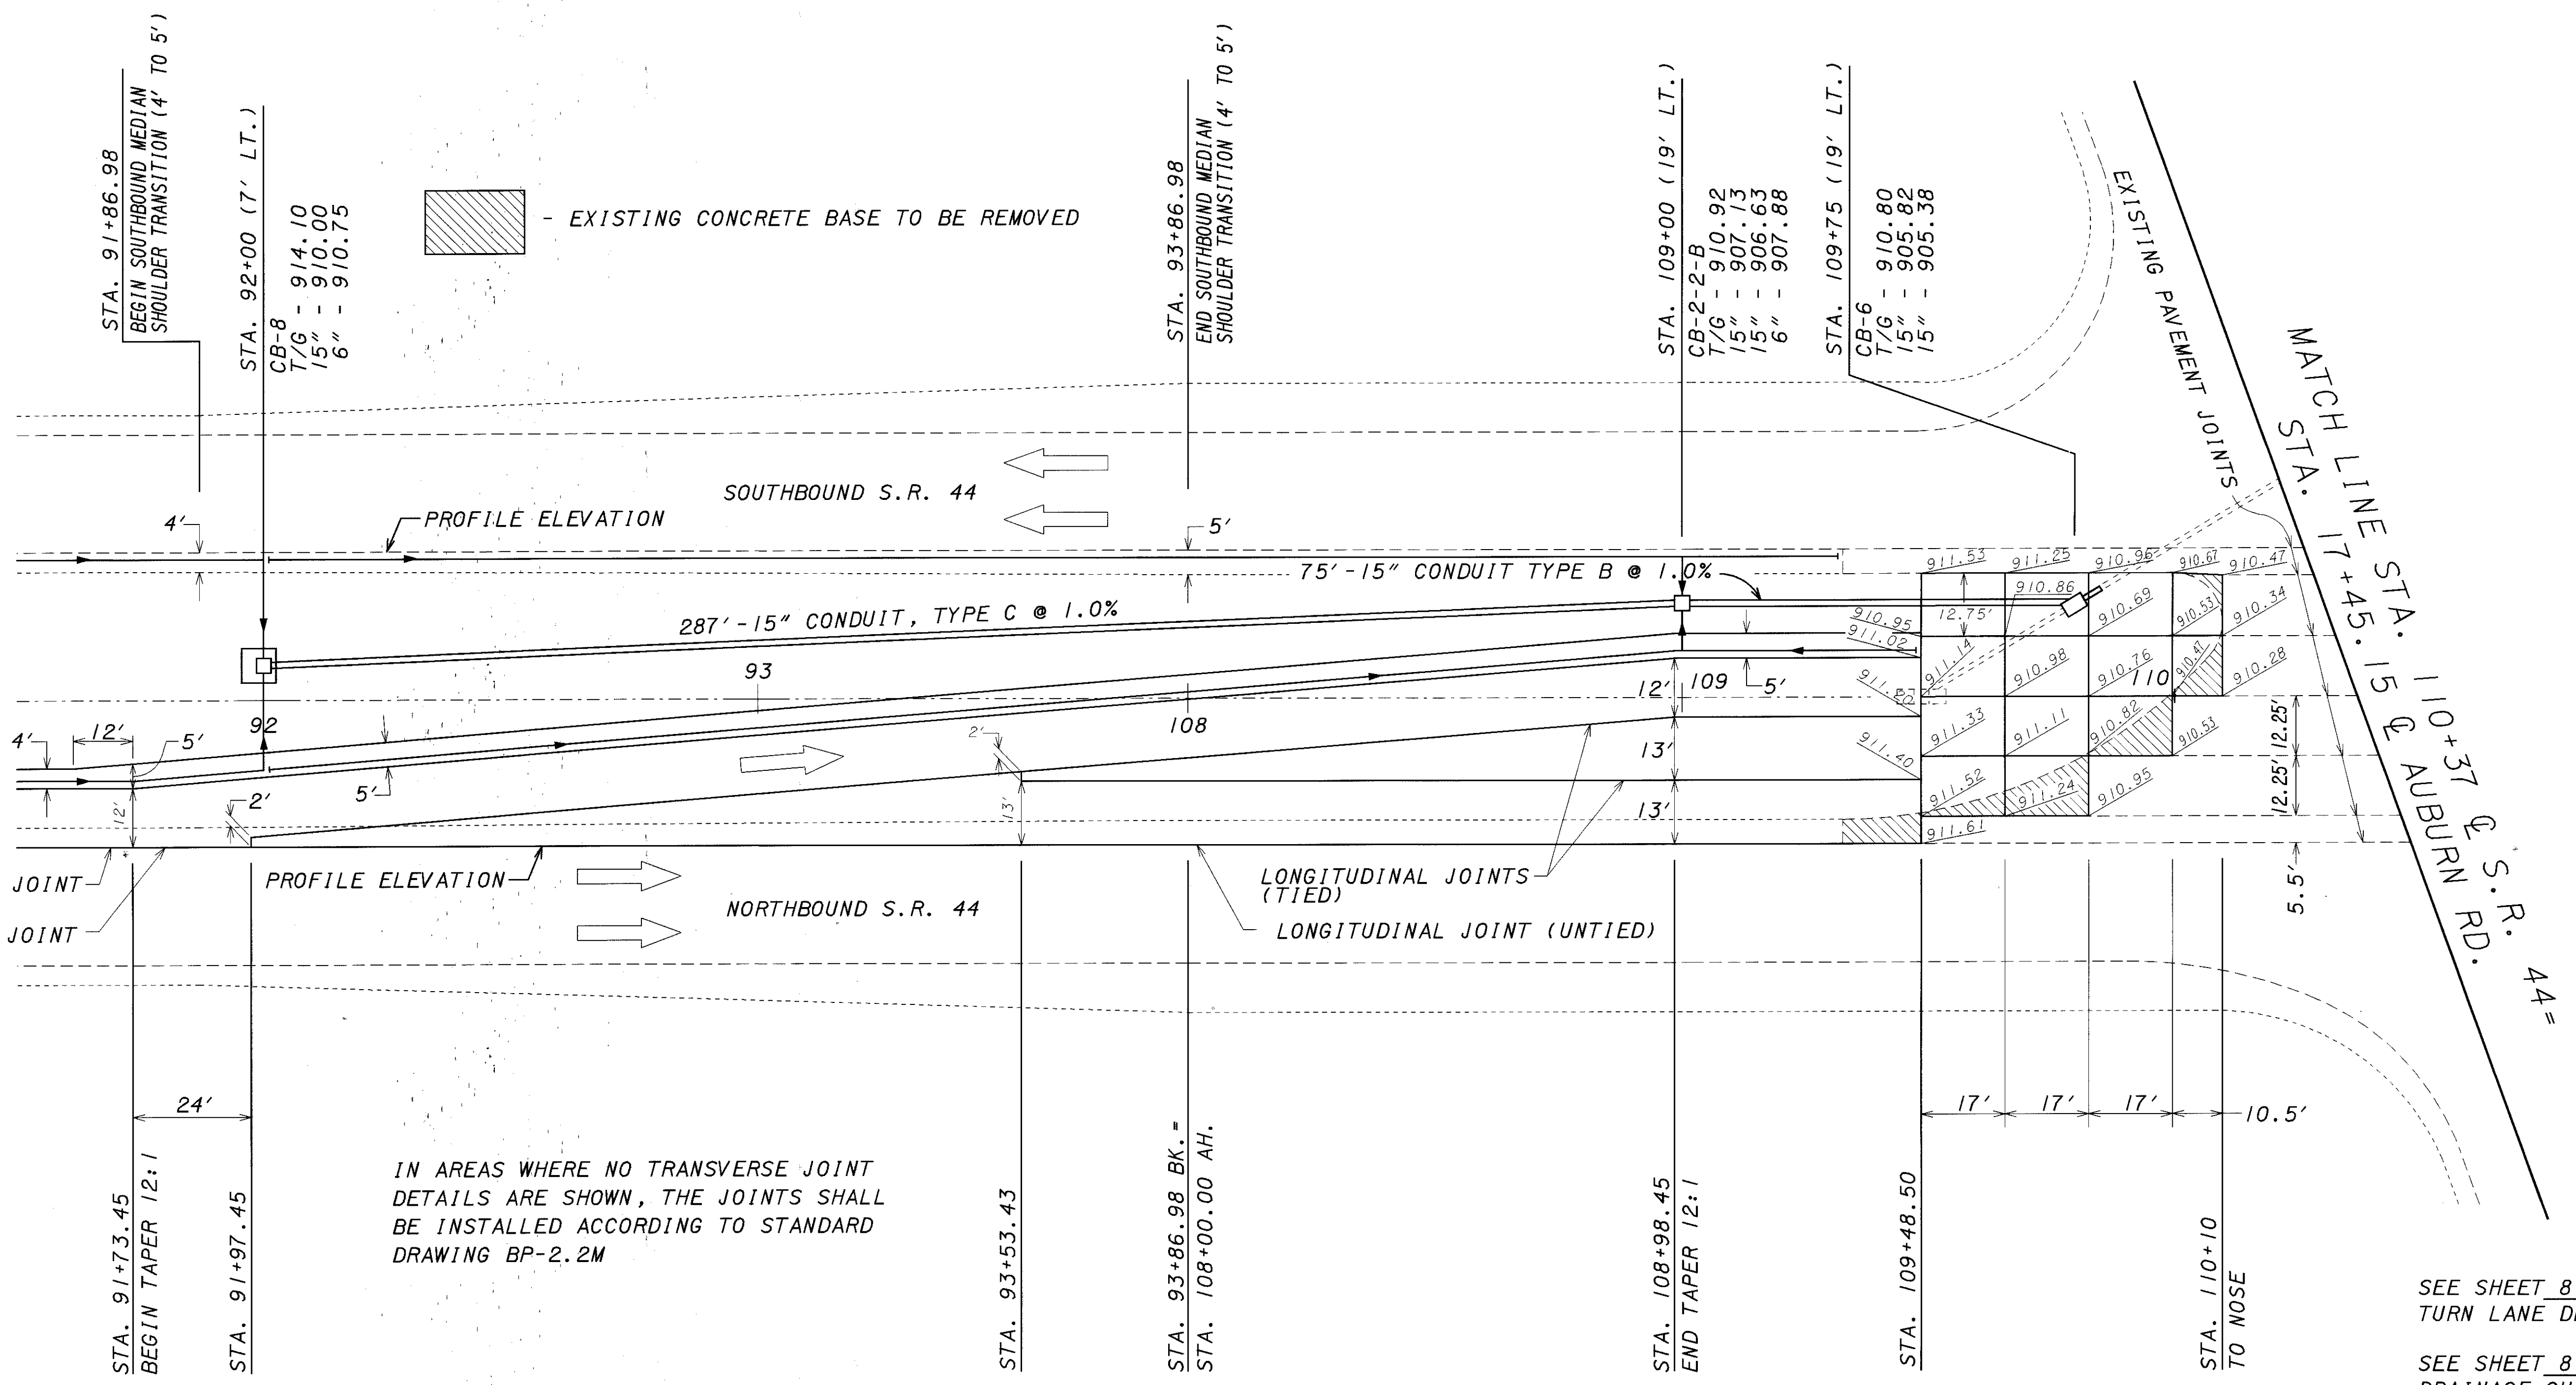 STA. 91+86.98
BEGIN SOUTHBOUND MEDIAN
SHOULDER TRANSITION (4' TO 5')
STA. 92+00 (7' LT.)
CB-8
T/G - 914.10
15" - 910.00
6" - 910.75
- EXISTING CONCRETE BASE TO BE REMOVED
STA. 93+86.98
END SOUTHBOUND MEDIAN
SHOULDER TRANSITION (4' TO 5')
STA. 109+00 (19' LT.)
CB-2-2-2-B
T/G - 910.92
15" - 907.13
15" - 906.63
6" - 907.88
STA. 109+75 (19' LT.)
CB-6
T/G - 910.80
15" - 905.82
15" - 905.38
EXISTING PAVEMENT JOINTS
MATCH LINE STA. 110+37 ℄ S.R. 44=
STA. 17+45.15 ℄ AUBURN RD.
SOUTHBOUND S.R. 44
4'
PROFILE ELEVATION
5'
75'-15" CONDUIT TYPE B @ 1.0%
287'-15" CONDUIT, TYPE C @ 1.0%
911.53
911.25
910.96
910.67
910.47
12.75'
910.86
910.69
910.53
910.34
910.95
911.02
911.14
910.98
910.76
910.47
910.28
110
911.33
911.11
910.82
910.53
911.40
911.52
911.24
910.95
911.61
12.25'
12.25'
5.5'
93
92
108
109
12'
5'
13'
13'
4'
12'
5'
12'
2'
5'
2'
13'
JOINT
JOINT
PROFILE ELEVATION
NORTHBOUND S.R. 44
LONGITUDINAL JOINTS
(TIED)
LONGITUDINAL JOINT (UNTIED)
24'
17'
17'
17'
10.5'
IN AREAS WHERE NO TRANSVERSE JOINT
DETAILS ARE SHOWN, THE JOINTS SHALL
BE INSTALLED ACCORDING TO STANDARD
DRAWING BP-2.2M
STA. 91+73.45
BEGIN TAPER 12:1
STA. 91+97.45
STA. 93+53.43
STA. 93+86.98 BK.=
STA. 108+00.00 AH.
STA. 108+98.45
END TAPER 12:1
STA. 109+48.50
STA. 110+10
TO NOSE
SEE SHEET 8
TURN LANE
SEE SHEET 8